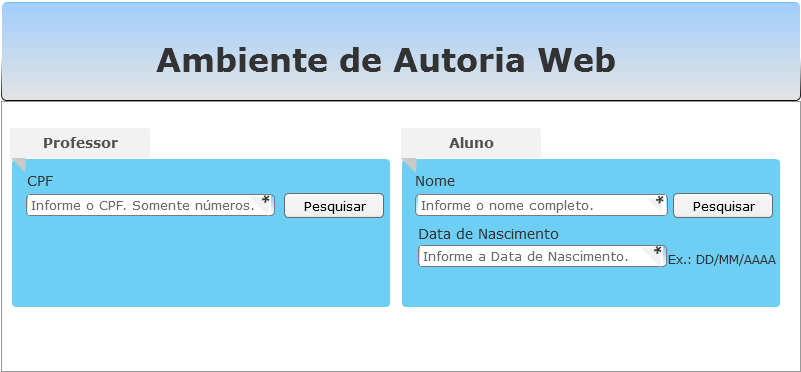 Ambiente de Autoria Web
Professor
CPF
Informe o CPF. Somente números. *
Pesquisar
Aluno
Nome
Informe o nome completo. *
Pesquisar
Data de Nascimento
Informe a Data de Nascimento. *
Ex.: DD/MM/AAAA